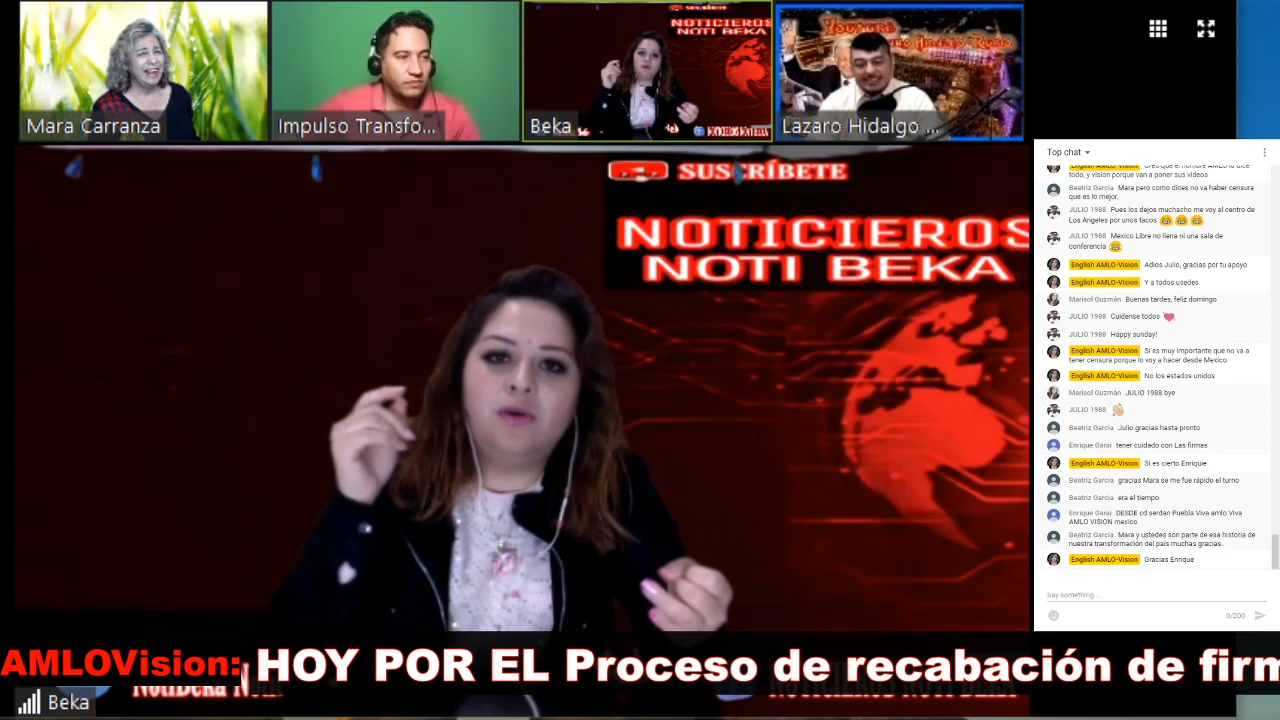 NOTICIEROS
NOTI BEKA
Mara Carranza
Impulso Transfo...
Beka
Lazaro Hidalgo ...
SUSCRÍBETE
NOTICIEROS
NOTI BEKA
Top chat
todo, y vision porque van a poner sus videos
Beatriz Garcia Mara pero como dices no va haber censura
que es lo mejor.
JULIO 1988 Pues los dejos muchacho me voy al centro de
Los Angeles por unos tacos 😂 😂 😂
JULIO 1988 Mexico Libre no llena ni una sala de
conferencia 😂
English AMLO-Vision Adios Julio, gracias por tu apoyo
English AMLO-Vision Y a todos usedes
Marisol Guzmán Buenas tardes, feliz domingo
JULIO 1988 Cuidense todos 💓
JULIO 1988 Happy sunday!
English AMLO-Vision Si es muy importante que no va a
tener censura porque lo voy a hacer desde Mexico
English AMLO-Vision No los estados unidos
Marisol Guzmán JULIO 1988 bye
JULIO 1988 👋🏼
Beatriz Garcia Julio gracias hasta pronto
Enrique Garai tener cuidado con Las firmas
English AMLO-Vision Si es cierto Enriquie
Beatriz Garcia gracias Mara se me fue rápido el turno
Beatriz Garcia era el tiempo
Enrique Garai DESDE cd serdan Puebla Viva amlo Viva
AMLO VISION mexico
Beatriz Garcia Mara y ustedes son parte de esa historia de
nuestra transformación del país muchas gracias.
English AMLO-Vision Gracias Enrique
Say something...
0/200
AMLOVision: HOY POR EL Proceso de recabación de firm
Beka